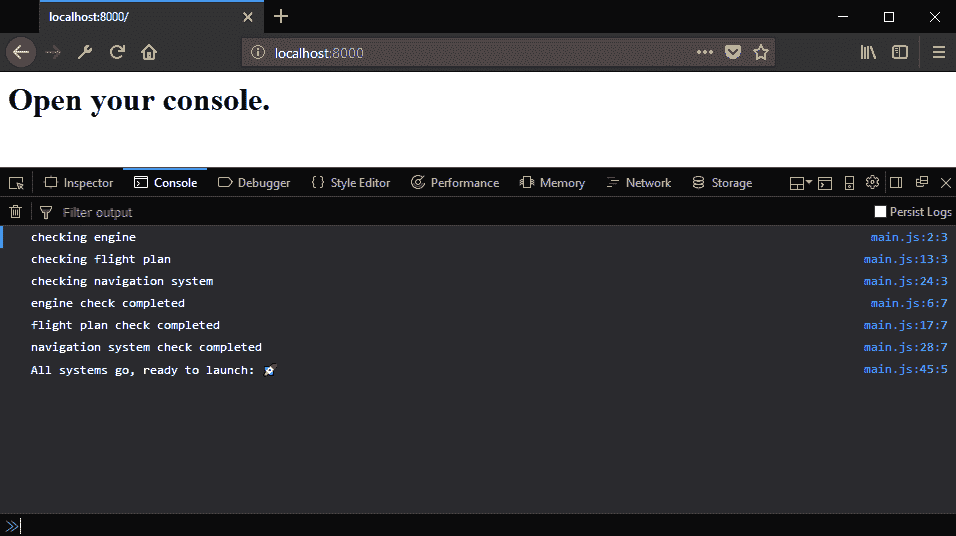 localhost:8000/
localhost:8000
Open your console.
Inspector Console Debugger {} Style Editor Performance Memory Network Storage
Filter output Persist Logs
checking engine main.js:2:3
checking flight plan main.js:13:3
checking navigation system main.js:24:3
engine check completed main.js:6:7
flight plan check completed main.js:17:7
navigation system check completed main.js:28:7
All systems go, ready to launch: 🚀 main.js:45:5